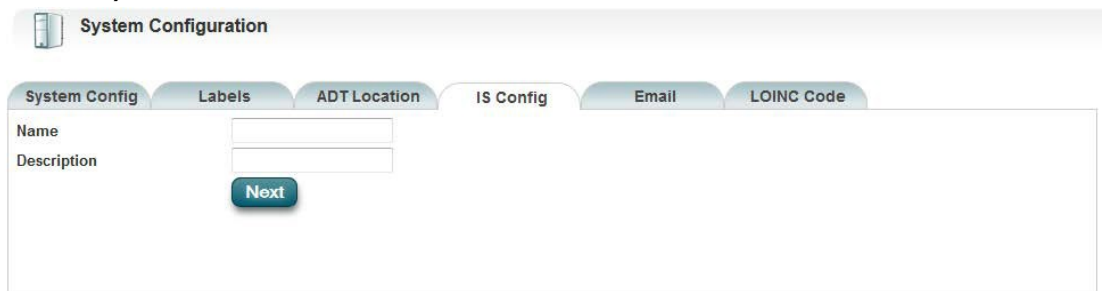 System Configuration
System Config Labels ADT Location IS Config Email LOINC Code
Name
Description
Next